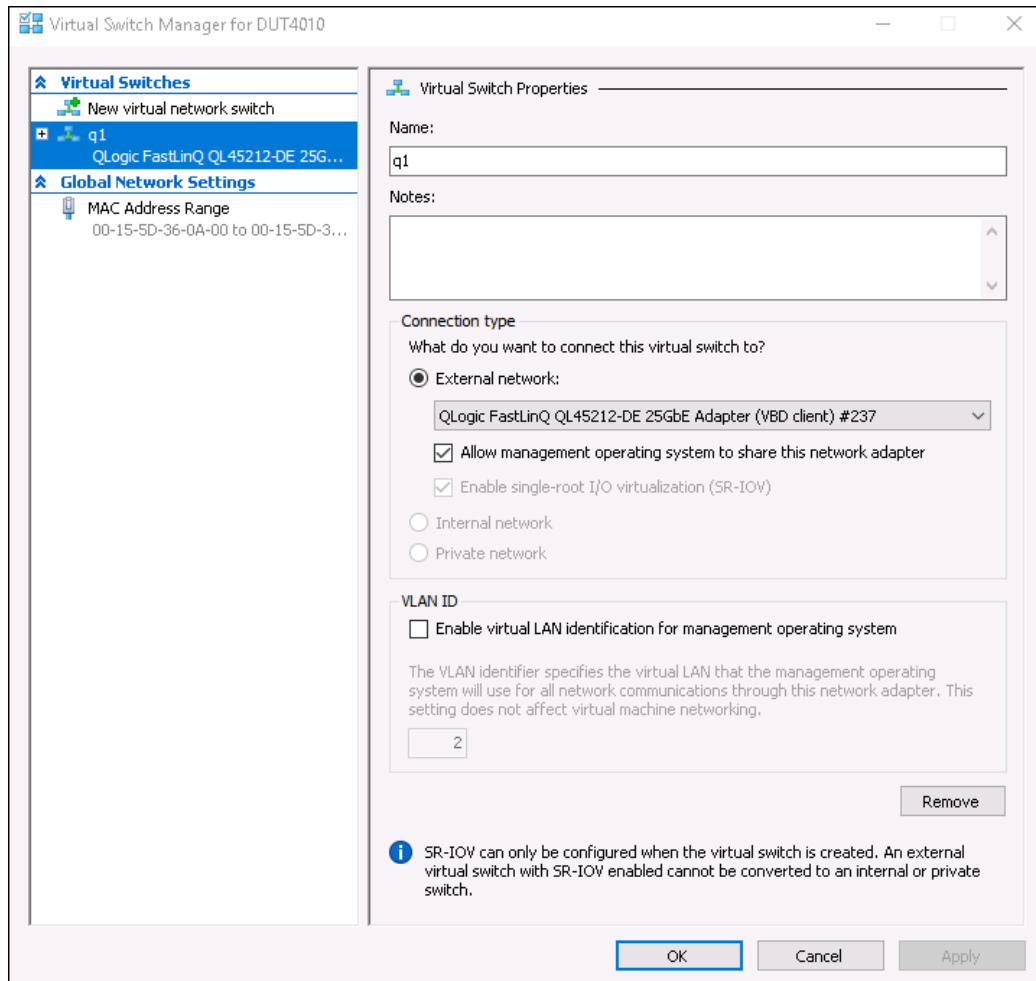 Virtual Switch Manager for DUT4010
Virtual Switches
New virtual network switch
q1
QLogic FastLinQ QL45212-DE 25G...
Global Network Settings
MAC Address Range
00-15-5D-36-0A-00 to 00-15-5D-3...
Virtual Switch Properties
Name:
q1
Notes:
Connection type
What do you want to connect this virtual switch to?
External network:
QLogic FastLinQ QL45212-DE 25GbE Adapter (VBD client) #237
Allow management operating system to share this network adapter
Enable single-root I/O virtualization (SR-IOV)
Internal network
Private network
VLAN ID
Enable virtual LAN identification for management operating system
The VLAN identifier specifies the virtual LAN that the management operating
system will use for all network communications through this network adapter. This
setting does not affect virtual machine networking.
2
Remove
SR-IOV can only be configured when the virtual switch is created. An external
virtual switch with SR-IOV enabled cannot be converted to an internal or private
switch.
OK
Cancel
Apply